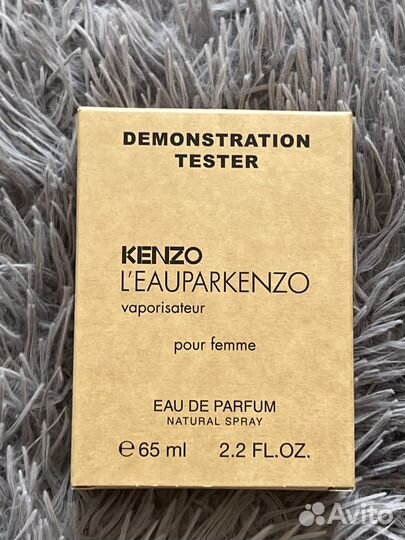 DEMONSTRATION
TESTER
KENZO
L'EAUPARKENZO
vaporisateur
pour femme
EAU DE PARFUM
NATURAL SPRAY
℮ 65 ml 2.2 FL.OZ.
Avito